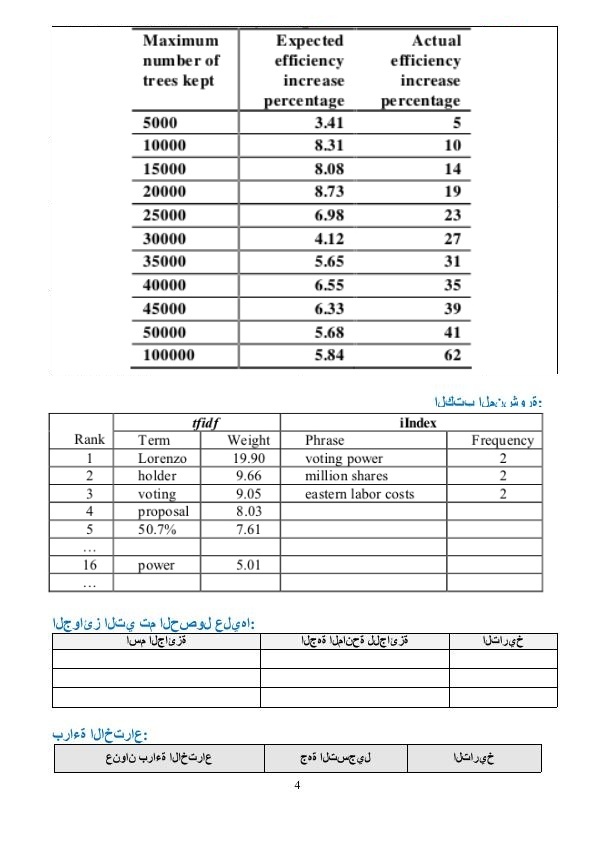 Maximum number of trees kept Expected efficiency increase percentage Actual efficiency increase percentage
5000 3.41 5
10000 8.31 10
15000 8.08 14
20000 8.73 19
25000 6.98 23
30000 4.12 27
35000 5.65 31
40000 6.55 35
45000 6.33 39
50000 5.68 41
100000 5.84 62
الكتب المنشورة:
tfidf iIndex
Rank Term Weight Phrase Frequency
1 Lorenzo 19.90 voting power 2
2 holder 9.66 million shares 2
3 voting 9.05 eastern labor costs 2
4 proposal 8.03
5 50.7% 7.61
…
16 power 5.01
…
الجوائز التي تم الحصول عليها:
اسم الجائزة الجهة المانحة للجائزة التاريخ
براءة الاختراع:
عنوان براءة الاختراع جهة التسجيل التاريخ
4